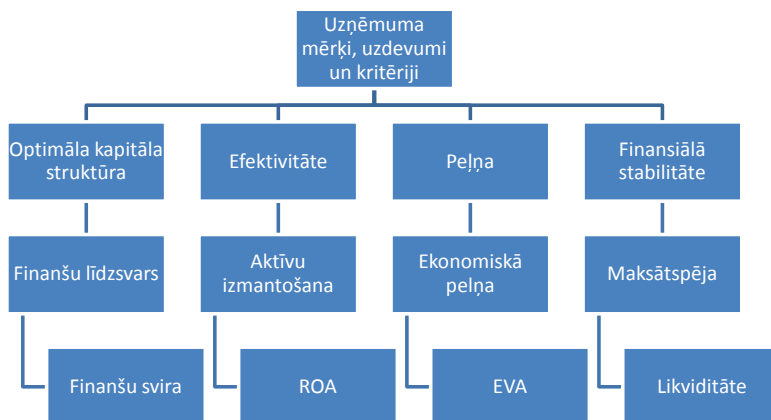 Uzņēmuma
mērķi, uzdevumi
un kritēriji
Optimāla kapitāla
struktūra
Efektivitāte
Peļņa
Finansiālā
stabilitāte
Finanšu līdzsvars
Aktīvu
izmantošana
Ekonomiskā
peļņa
Maksātspēja
Finanšu svira
ROA
EVA
Likviditāte